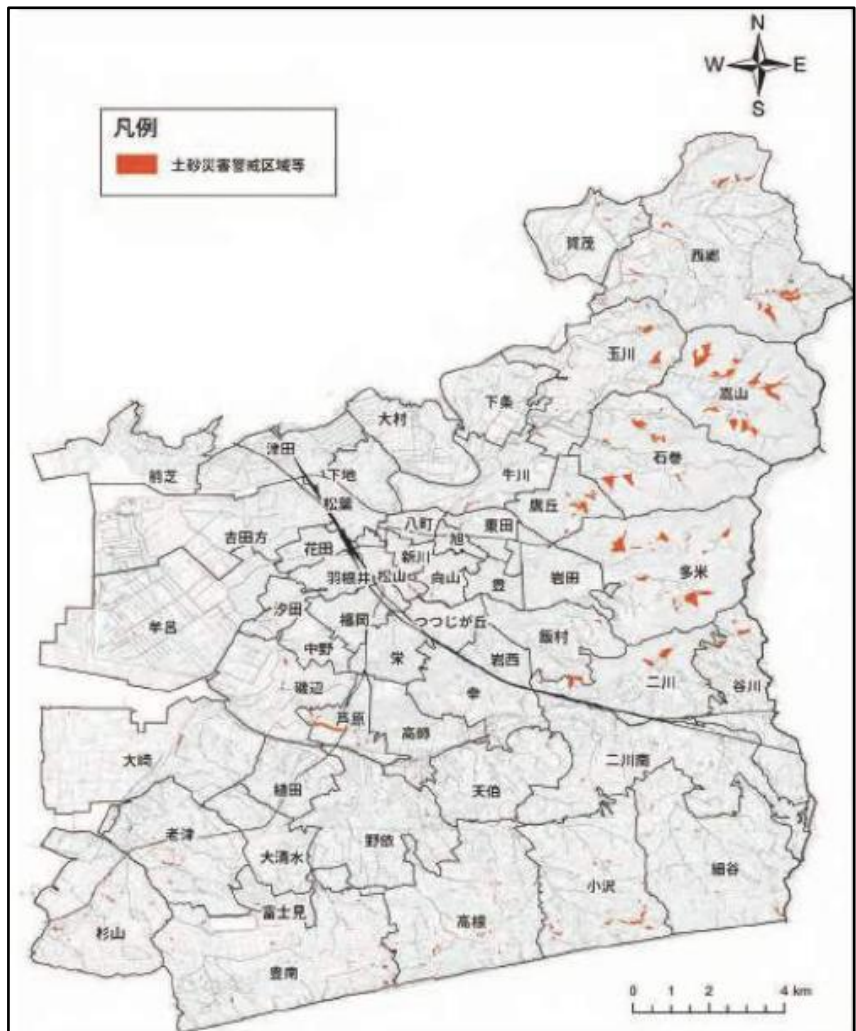 N
W E
S
凡例
土砂災害警戒区域等
賀茂
西郷
玉川
嵩山
下条
大村
石巻
津田
前芝
下地
牛川
鷹丘
松葉
八町
東田
旭
吉田方
花田
新川
多米
羽根井
松山
向山
豊
岩田
牟呂
汐田
福岡
つつじが丘
飯村
中野
栄
岩西
二川
谷川
磯辺
幸
芦原
高師
大崎
二川南
植田
天伯
老津
大清水
野依
細谷
小沢
富士見
高根
杉山
豊南
0 1 2 4 km